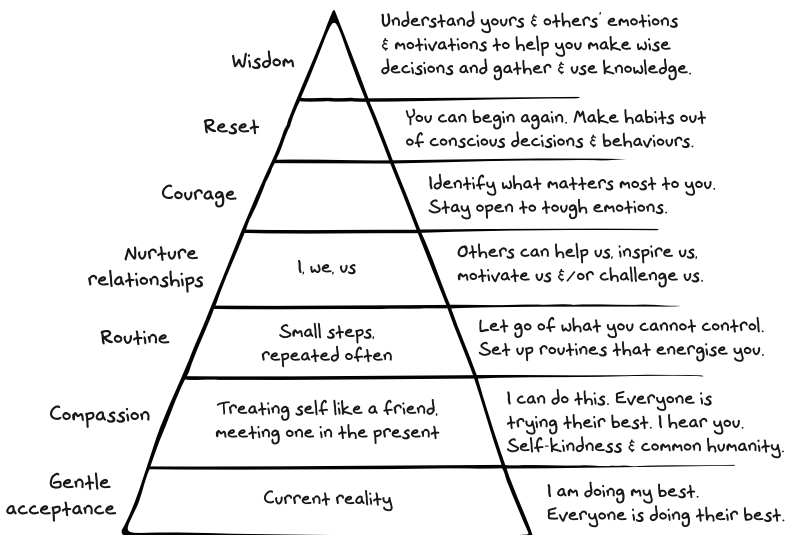 Wisdom
Understand yours & others' emotions
& motivations to help you make wise
decisions and gather & use knowledge.
Reset
You can begin again. Make habits out
of conscious decisions & behaviours.
Courage
Identify what matters most to you.
Stay open to tough emotions.
Nurture
relationships
I, we, us
Others can help us, inspire us,
motivate us &/or challenge us.
Routine
Small steps,
repeated often
Let go of what you cannot control.
Set up routines that energise you.
Compassion
Treating self like a friend,
meeting one in the present
I can do this. Everyone is
trying their best. I hear you.
Self-kindness & common humanity.
Gentle
acceptance
Current reality
I am doing my best.
Everyone is doing their best.